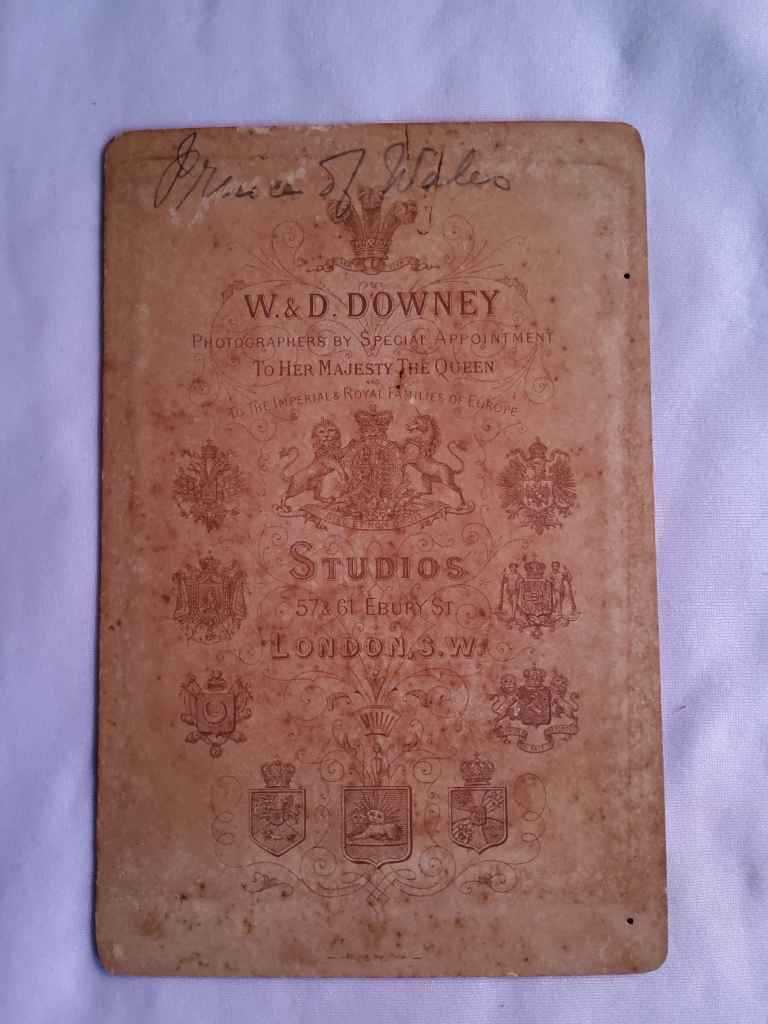 Prince of Wales
W. & D. DOWNEY
PHOTOGRAPHERS BY SPECIAL APPOINTMENT
TO HER MAJESTY THE QUEEN
AND
TO THE IMPERIAL & ROYAL FAMILIES OF EUROPE
STUDIOS
57 & 61 EBURY ST.
LONDON, S.W.